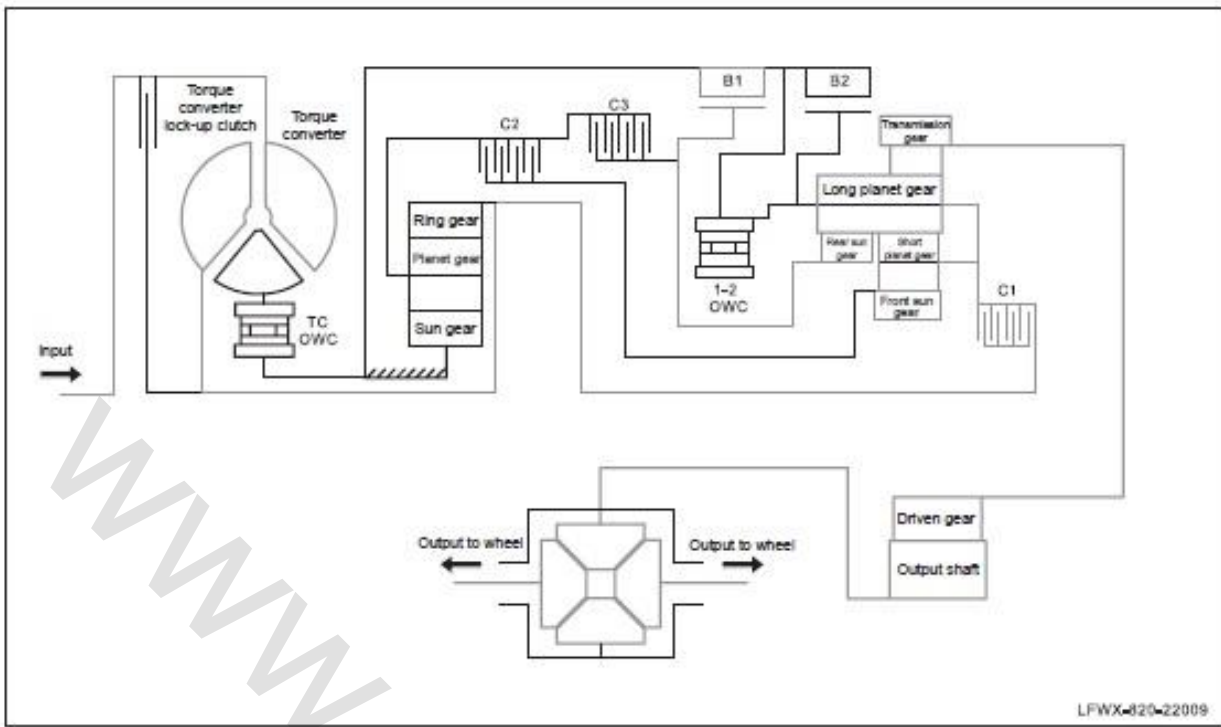 B1
B2
C3
Torque
converter
lock-up clutch
Torque
converter
C2
Transmission
gear
Long planet gear
Ring gear
Planet gear
Rear sun
gear
Short
planet gear
1-2
OWC
C1
Front sun
gear
TC
OWC
Sun gear
Input
Driven gear
Output to wheel
Output to wheel
Output shaft
WWW
LFWX-820-22009